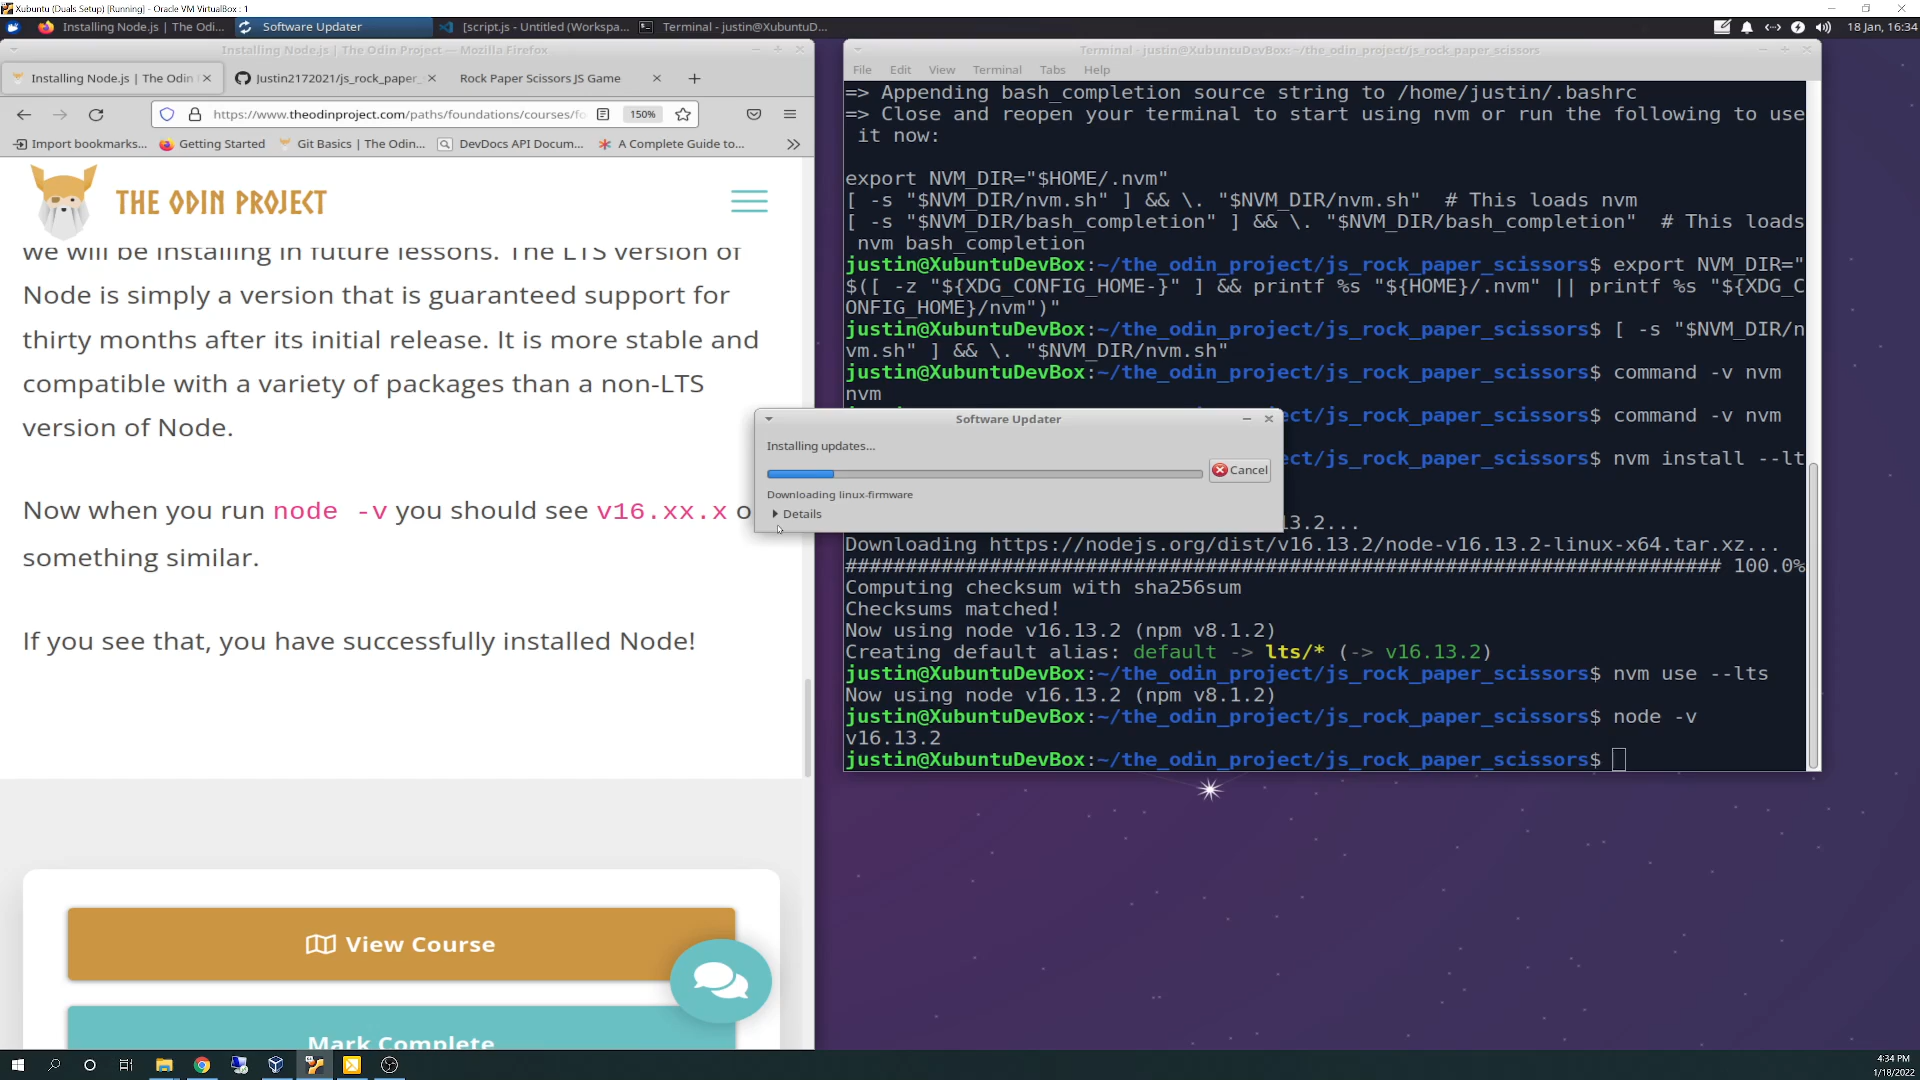 Xubuntu (Duals Setup) [Running] - Oracle VM VirtualBox : 1
Installing Node.js | The Odi...
Software Updater
[script.js - Untitled (Workspa...
Terminal - justin@XubuntuD...
18 Jan, 16:34
Installing Node.js | The Odin Project — Mozilla Firefox
Installing Node.js | The Odin
Justin2172021/js_rock_paper_
Rock Paper Scissors JS Game
https://www.theodinproject.com/paths/foundations/courses/fo
150%
Import bookmarks...
Getting Started
Git Basics | The Odin...
DevDocs API Docum...
A Complete Guide to...
THE ODIN PROJECT
we will be installing in future lessons. The LTS version of
Node is simply a version that is guaranteed support for
thirty months after its initial release. It is more stable and
compatible with a variety of packages than a non-LTS
version of Node.
Now when you run node -v you should see v16.xx.x o
something similar.
If you see that, you have successfully installed Node!
View Course
Mark Complete
Terminal - justin@XubuntuDevBox: ~/the_odin_project/js_rock_paper_scissors
File Edit View Terminal Tabs Help
=> Appending bash_completion source string to /home/justin/.bashrc
=> Close and reopen your terminal to start using nvm or run the following to use
it now:
export NVM_DIR="$HOME/.nvm"
[ -s "$NVM_DIR/nvm.sh" ] && \. "$NVM_DIR/nvm.sh"  # This loads nvm
[ -s "$NVM_DIR/bash_completion" ] && \. "$NVM_DIR/bash_completion"  # This loads
nvm bash_completion
justin@XubuntuDevBox:~/the_odin_project/js_rock_paper_scissors$ export NVM_DIR="
$([ -z "${XDG_CONFIG_HOME-}" ] && printf %s "${HOME}/.nvm" || printf %s "${XDG_C
ONFIG_HOME}/nvm")"
justin@XubuntuDevBox:~/the_odin_project/js_rock_paper_scissors$ [ -s "$NVM_DIR/n
vm.sh" ] && \. "$NVM_DIR/nvm.sh"
justin@XubuntuDevBox:~/the_odin_project/js_rock_paper_scissors$ command -v nvm
nvm
ct/js_rock_paper_scissors$ command -v nvm
ct/js_rock_paper_scissors$ nvm install --lt
13.2...
Downloading https://nodejs.org/dist/v16.13.2/node-v16.13.2-linux-x64.tar.xz...
######################################################################### 100.0%
Computing checksum with sha256sum
Checksums matched!
Now using node v16.13.2 (npm v8.1.2)
Creating default alias: default -> lts/* (-> v16.13.2)
justin@XubuntuDevBox:~/the_odin_project/js_rock_paper_scissors$ nvm use --lts
Now using node v16.13.2 (npm v8.1.2)
justin@XubuntuDevBox:~/the_odin_project/js_rock_paper_scissors$ node -v
v16.13.2
justin@XubuntuDevBox:~/the_odin_project/js_rock_paper_scissors$
Software Updater
Installing updates...
Cancel
Downloading linux-firmware
Details
4:34 PM
1/18/2022